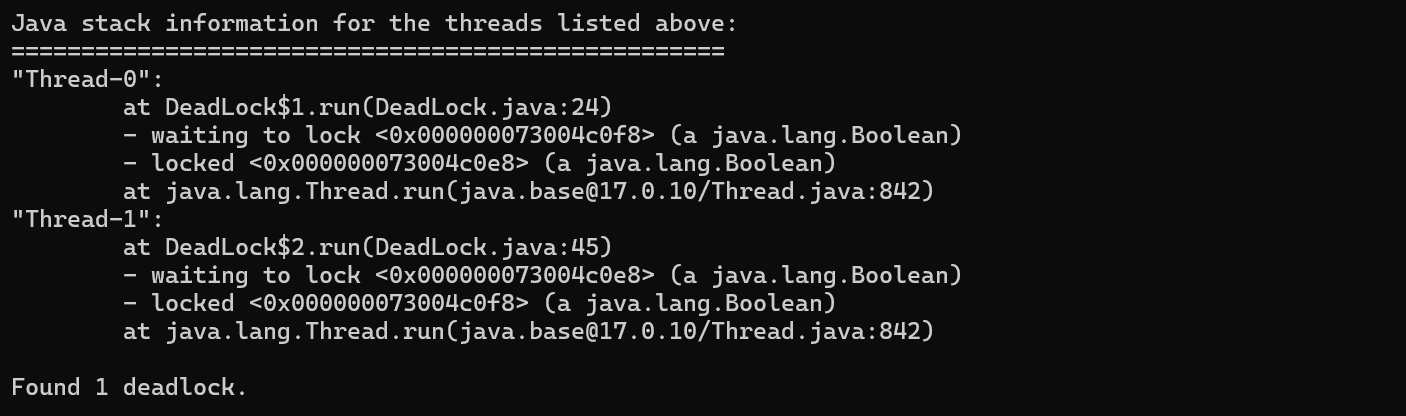 Java stack information for the threads listed above:
===================================================
"Thread-0":
        at DeadLock$1.run(DeadLock.java:24)
        - waiting to lock <0x000000073004c0f8> (a java.lang.Boolean)
        - locked <0x000000073004c0e8> (a java.lang.Boolean)
        at java.lang.Thread.run(java.base@17.0.10/Thread.java:842)
"Thread-1":
        at DeadLock$2.run(DeadLock.java:45)
        - waiting to lock <0x000000073004c0e8> (a java.lang.Boolean)
        - locked <0x000000073004c0f8> (a java.lang.Boolean)
        at java.lang.Thread.run(java.base@17.0.10/Thread.java:842)

Found 1 deadlock.